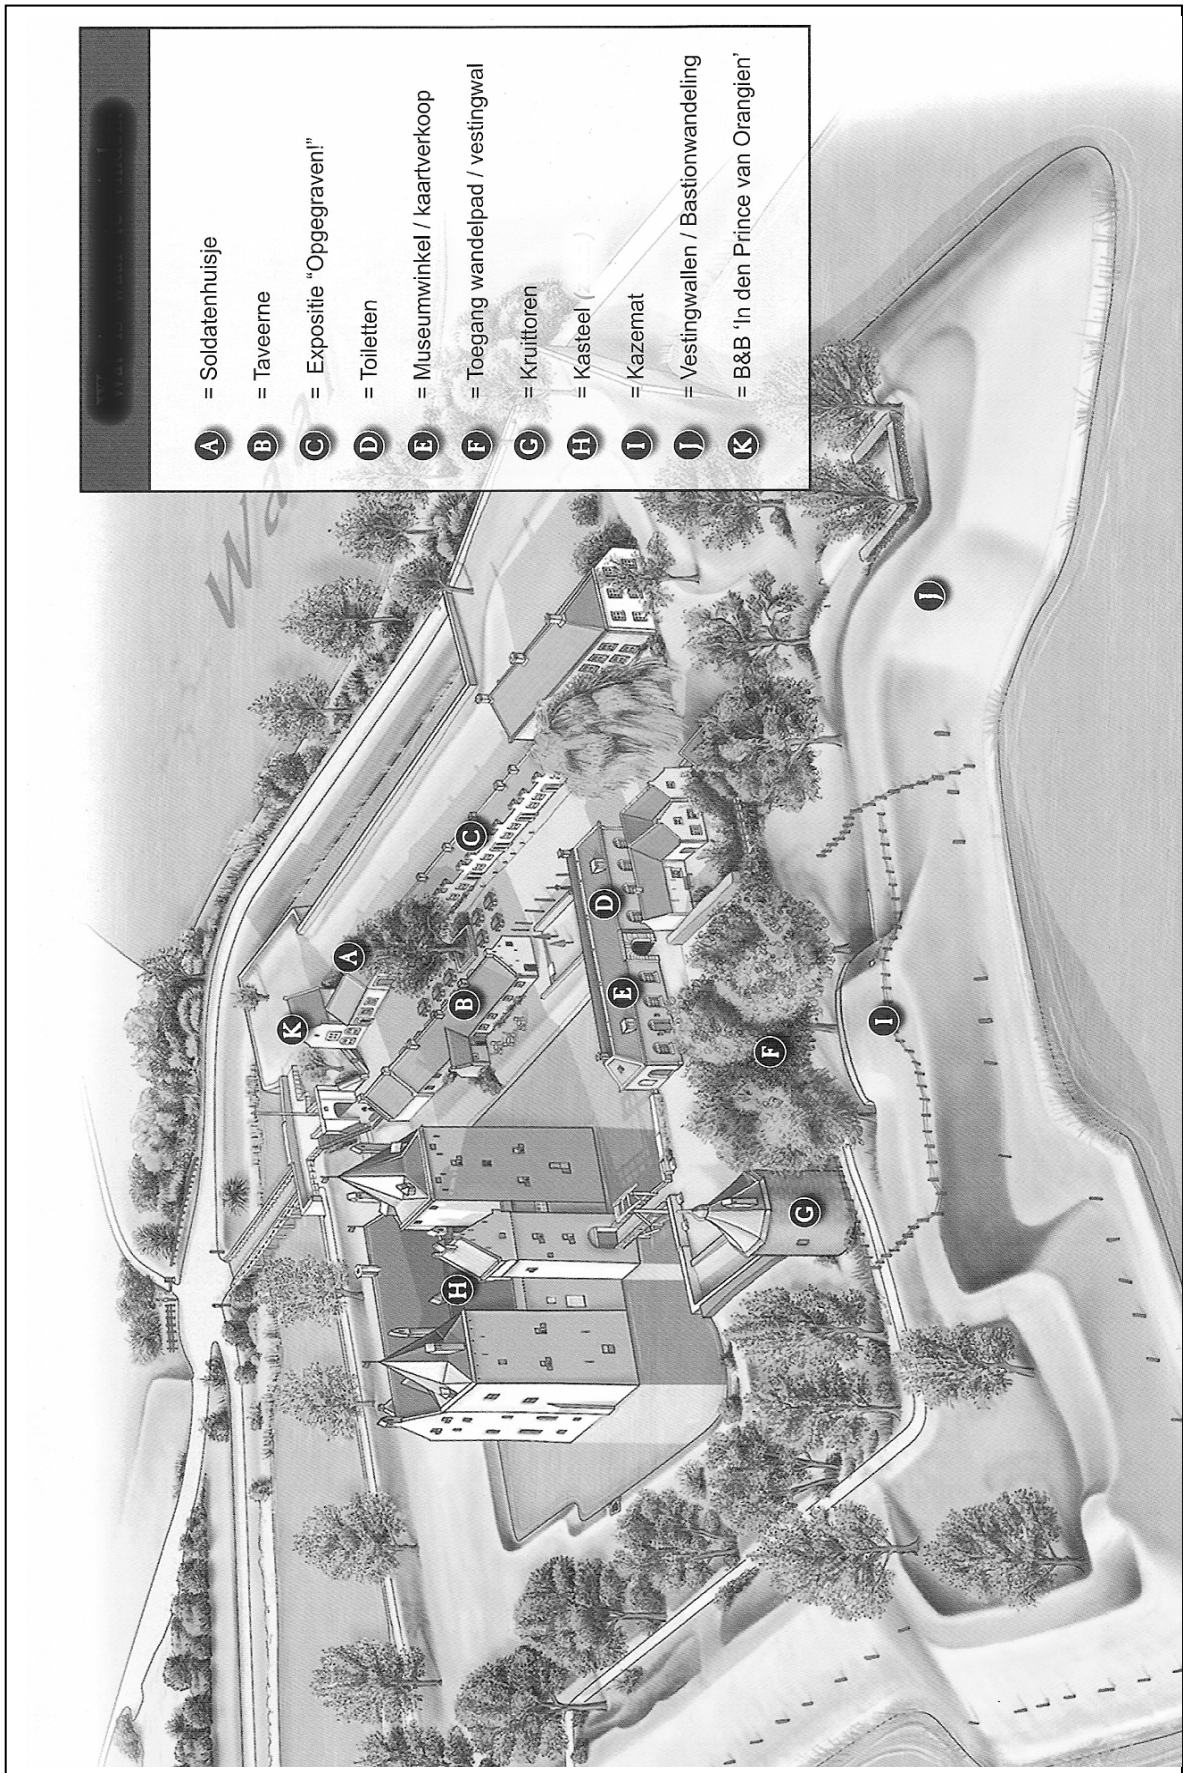 A = Soldatenhuisje
B = Taveerne
C = Expositie “Opgegraven!”
D = Toiletten
E = Museumwinkel / kaartverkoop
F = Toegang wandelpad / vestingwal
G = Kruittoren
H = Kasteel
I = Kazemat
J = Vestingwallen / Bastionwandeling
K = B&B ‘In den Prince van Orangien’
Waal
K
A
C
B
D
E
F
H
G
I
J